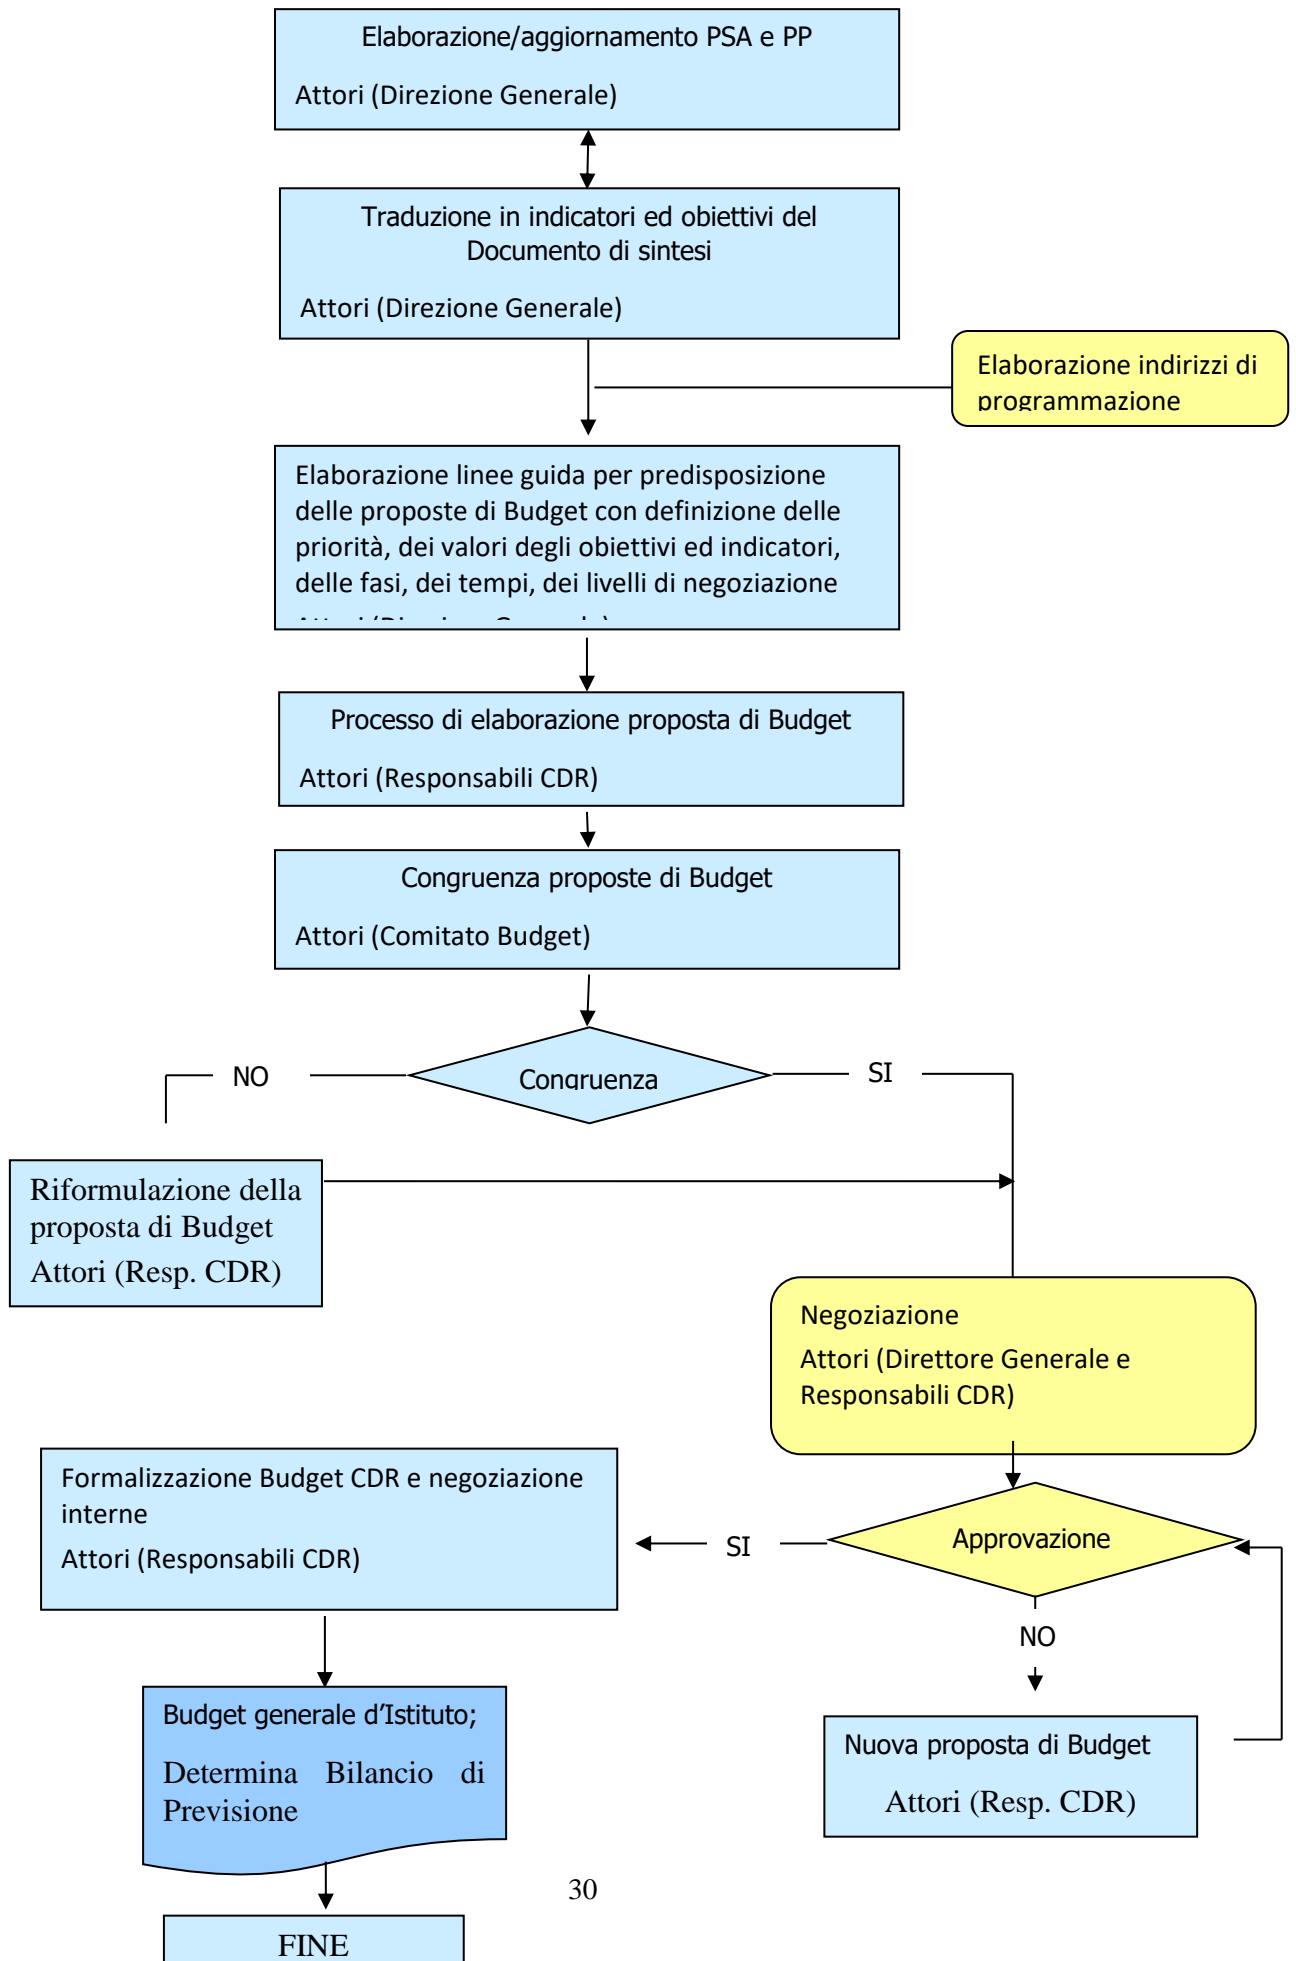 Elaborazione/aggiornamento PSA e PP
Attori (Direzione Generale)
Traduzione in indicatori ed obiettivi del
Documento di sintesi
Attori (Direzione Generale)
Elaborazione indirizzi di
programmazione
Elaborazione linee guida per predisposizione
delle proposte di Budget con definizione delle
priorità, dei valori degli obiettivi ed indicatori,
delle fasi, dei tempi, dei livelli di negoziazione
Processo di elaborazione proposta di Budget
Attori (Responsabili CDR)
Congruenza proposte di Budget
Attori (Comitato Budget)
Congruenza
NO
SI
Riformulazione della
proposta di Budget
Attori (Resp. CDR)
Negoziazione
Attori (Direttore Generale e
Responsabili CDR)
Formalizzazione Budget CDR e negoziazione
interne
Attori (Responsabili CDR)
SI
Approvazione
NO
Budget generale d’Istituto;
Determina Bilancio di
Previsione
Nuova proposta di Budget
Attori (Resp. CDR)
30
FINE